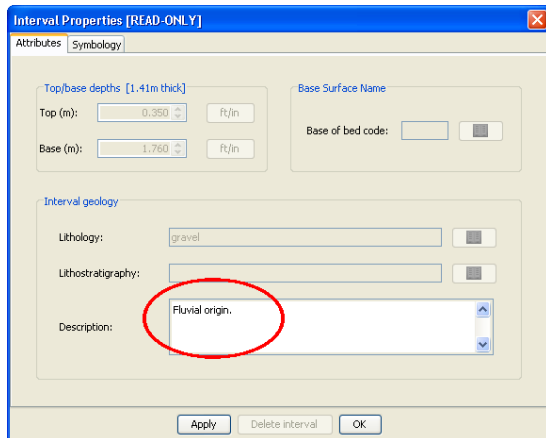 Interval Properties [READ-ONLY]
Attributes Symbology
Top/base depths [1.41m thick]
Top (m): 0.350 ft/in
Base (m): 1.760 ft/in
Base Surface Name
Base of bed code:
Interval geology
Lithology: gravel
Lithostratigraphy:
Description: Fluvial origin.
Apply Delete interval OK